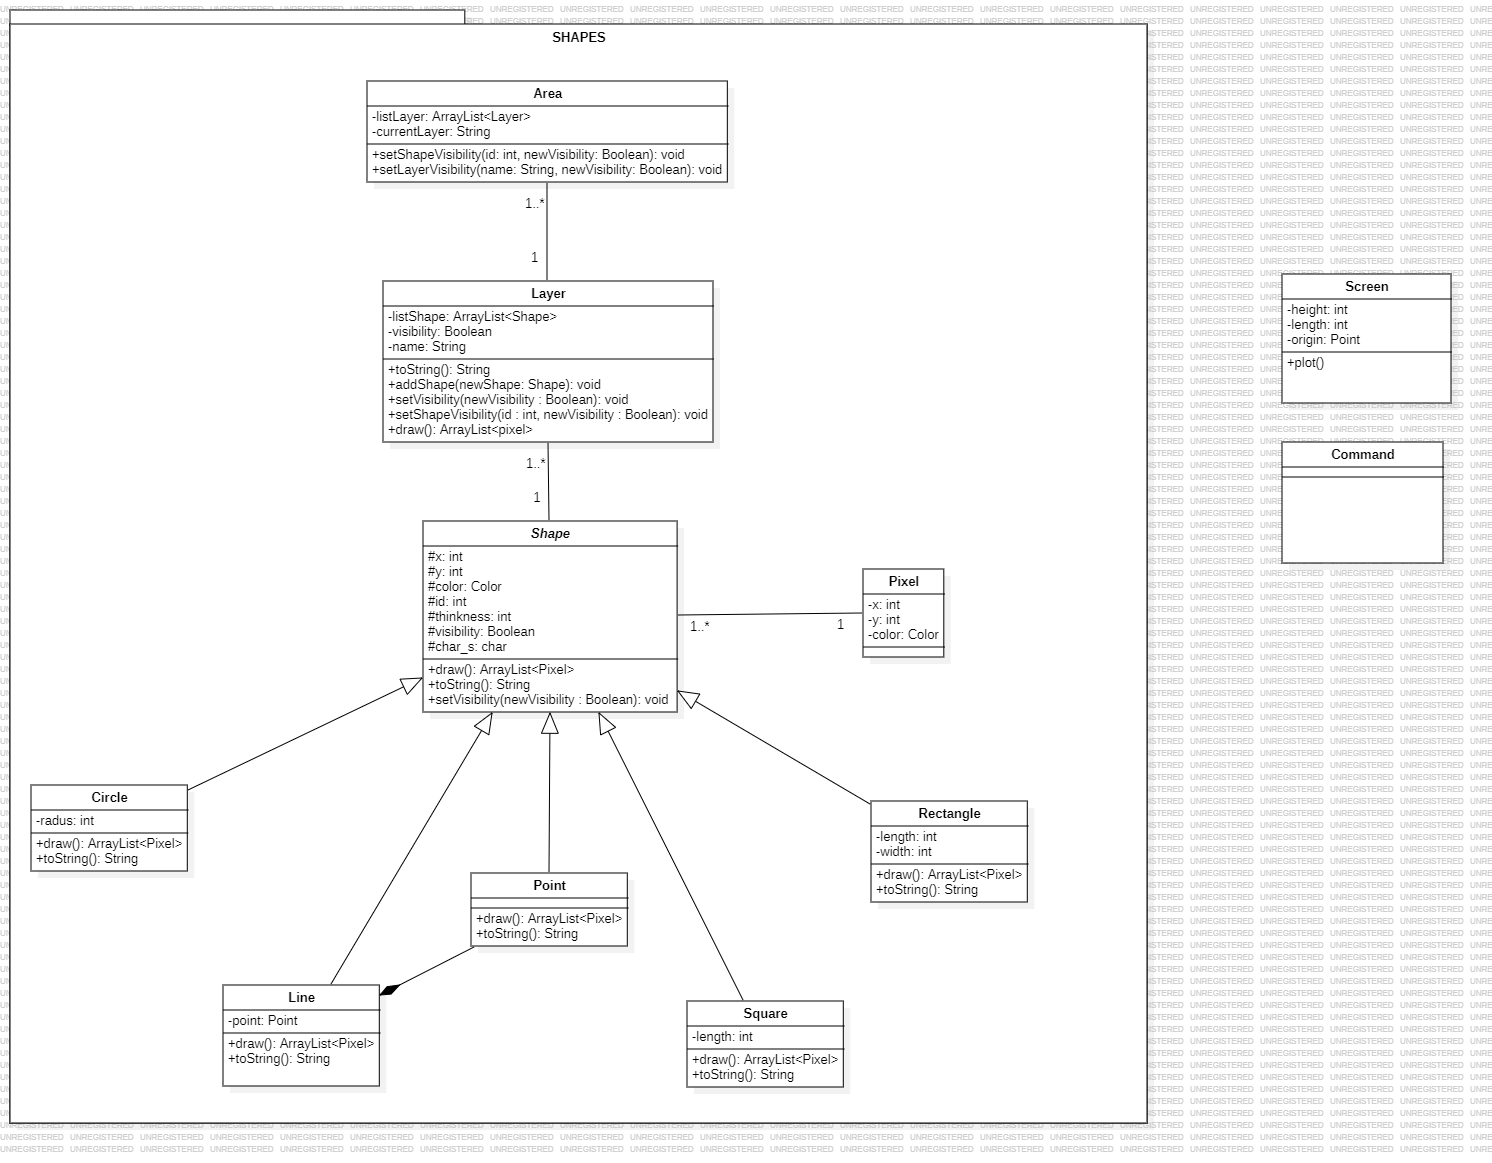 SHAPES
Area
-listLayer: ArrayList<Layer>
-currentLayer: String
+setShapeVisibility(id: int, newVisibility: Boolean): void
+setLayerVisibility(name: String, newVisibility: Boolean): void
1..*
1
Layer
-listShape: ArrayList<Shape>
-visibility: Boolean
-name: String
+toString(): String
+addShape(newShape: Shape): void
+setVisibility(newVisibility : Boolean): void
+setShapeVisibility(id : int, newVisibility : Boolean): void
+draw(): ArrayList<pixel>
1..*
1
Shape
#x: int
#y: int
#color: Color
#id: int
#thinkness: int
#visibility: Boolean
#char_s: char
+draw(): ArrayList<Pixel>
+toString(): String
+setVisibility(newVisibility : Boolean): void
1..*
1
Pixel
-x: int
-y: int
-color: Color
Circle
-radus: int
+draw(): ArrayList<Pixel>
+toString(): String
Point
+draw(): ArrayList<Pixel>
+toString(): String
Line
-point: Point
+draw(): ArrayList<Pixel>
+toString(): String
Square
-length: int
+draw(): ArrayList<Pixel>
+toString(): String
Rectangle
-length: int
-width: int
+draw(): ArrayList<Pixel>
+toString(): String
Screen
-height: int
-length: int
-origin: Point
+plot()
Command
UNREGISTERED